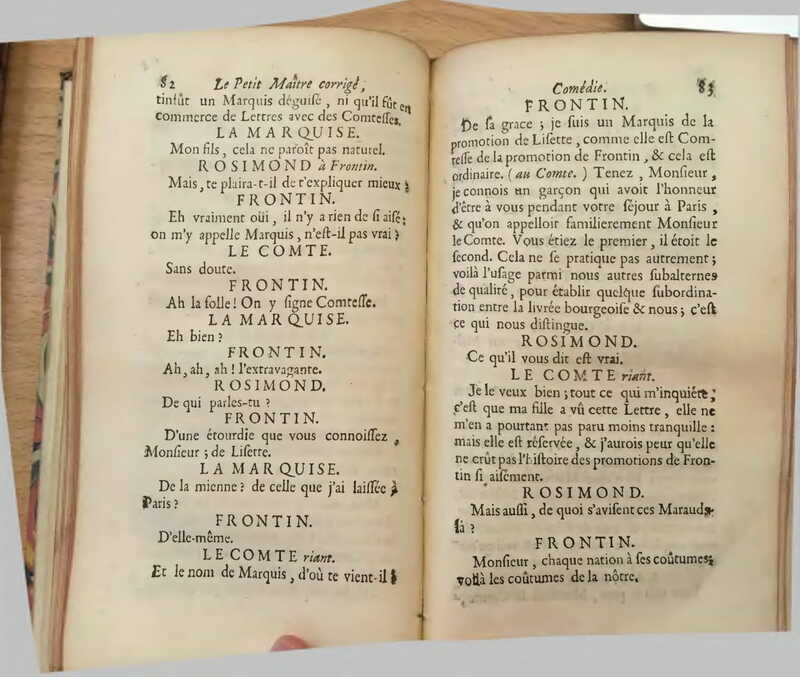 82 Le Petit Maître corrigé,
tinſût un Marquis déguiſé, ni qu'il fût en
commerce de Lettres avec des Comteſſes.
LA MARQUISE.
Mon fils, cela ne paroît pas naturel.
ROSIMOND à Frontin.
Mais, te plaira-t-il de t'expliquer mieux ?
FRONTIN.
Eh vraiment oüi, il n'y a rien de ſi aiſé;
on m'y appelle Marquis, n'eſt-il pas vrai ?
LE COMTE.
Sans doute.
FRONTIN.
Ah la folle! On y ſigne Comteſſe.
LA MARQUISE.
Eh bien ?
FRONTIN.
Ah, ah, ah ! l'extravagante.
ROSIMOND.
De qui parles-tu ?
FRONTIN.
D'une étourdie que vous connoiſſez,
Monſieur ; de Liſette.
LA MARQUISE.
De la mienne ? de celle que j'ai laiſſée à
Paris ?
FRONTIN.
D'elle-même.
LE COMTE riant.
Et le nom de Marquis, d'où te vient-il ?
Comédie. 83
FRONTIN.
De ſa grace ; je ſuis un Marquis de la
promotion de Liſette, comme elle eſt Com-
teſſe de la promotion de Frontin, & cela eſt
ordinaire. (au Comte.) Tenez, Monſieur,
je connois un garçon qui avoit l'honneur
d'être à vous pendant votre ſéjour à Paris,
& qu'on appelloit familierement Monſieur
le Comte. Vous étiez le premier, il étoit le
ſecond. Cela ne ſe pratique pas autrement ;
voilà l'uſage parmi nous autres ſubalternes
de qualité, pour établir quelque ſubordina-
tion entre la livrée bourgeoiſe & nous ; c'eſt
ce qui nous diſtingue.
ROSIMOND.
Ce qu'il vous dit eſt vrai.
LE COMTE riant.
Je le veux bien ; tout ce qui m'inquiéte,
c'eſt que ma fille a vû cette Lettre, elle ne
m'en a pourtant pas paru moins tranquille :
mais elle eſt réſervée, & j'aurois peur qu'elle
ne crût pas l'hiſtoire des promotions de Fron-
tin ſi aiſément.
ROSIMOND.
Mais auſſi, de quoi s'aviſent ces Marauds-
là ?
FRONTIN.
Monſieur, chaque nation à ſes coûtumes;
voilà les coûtumes de la nôtre.